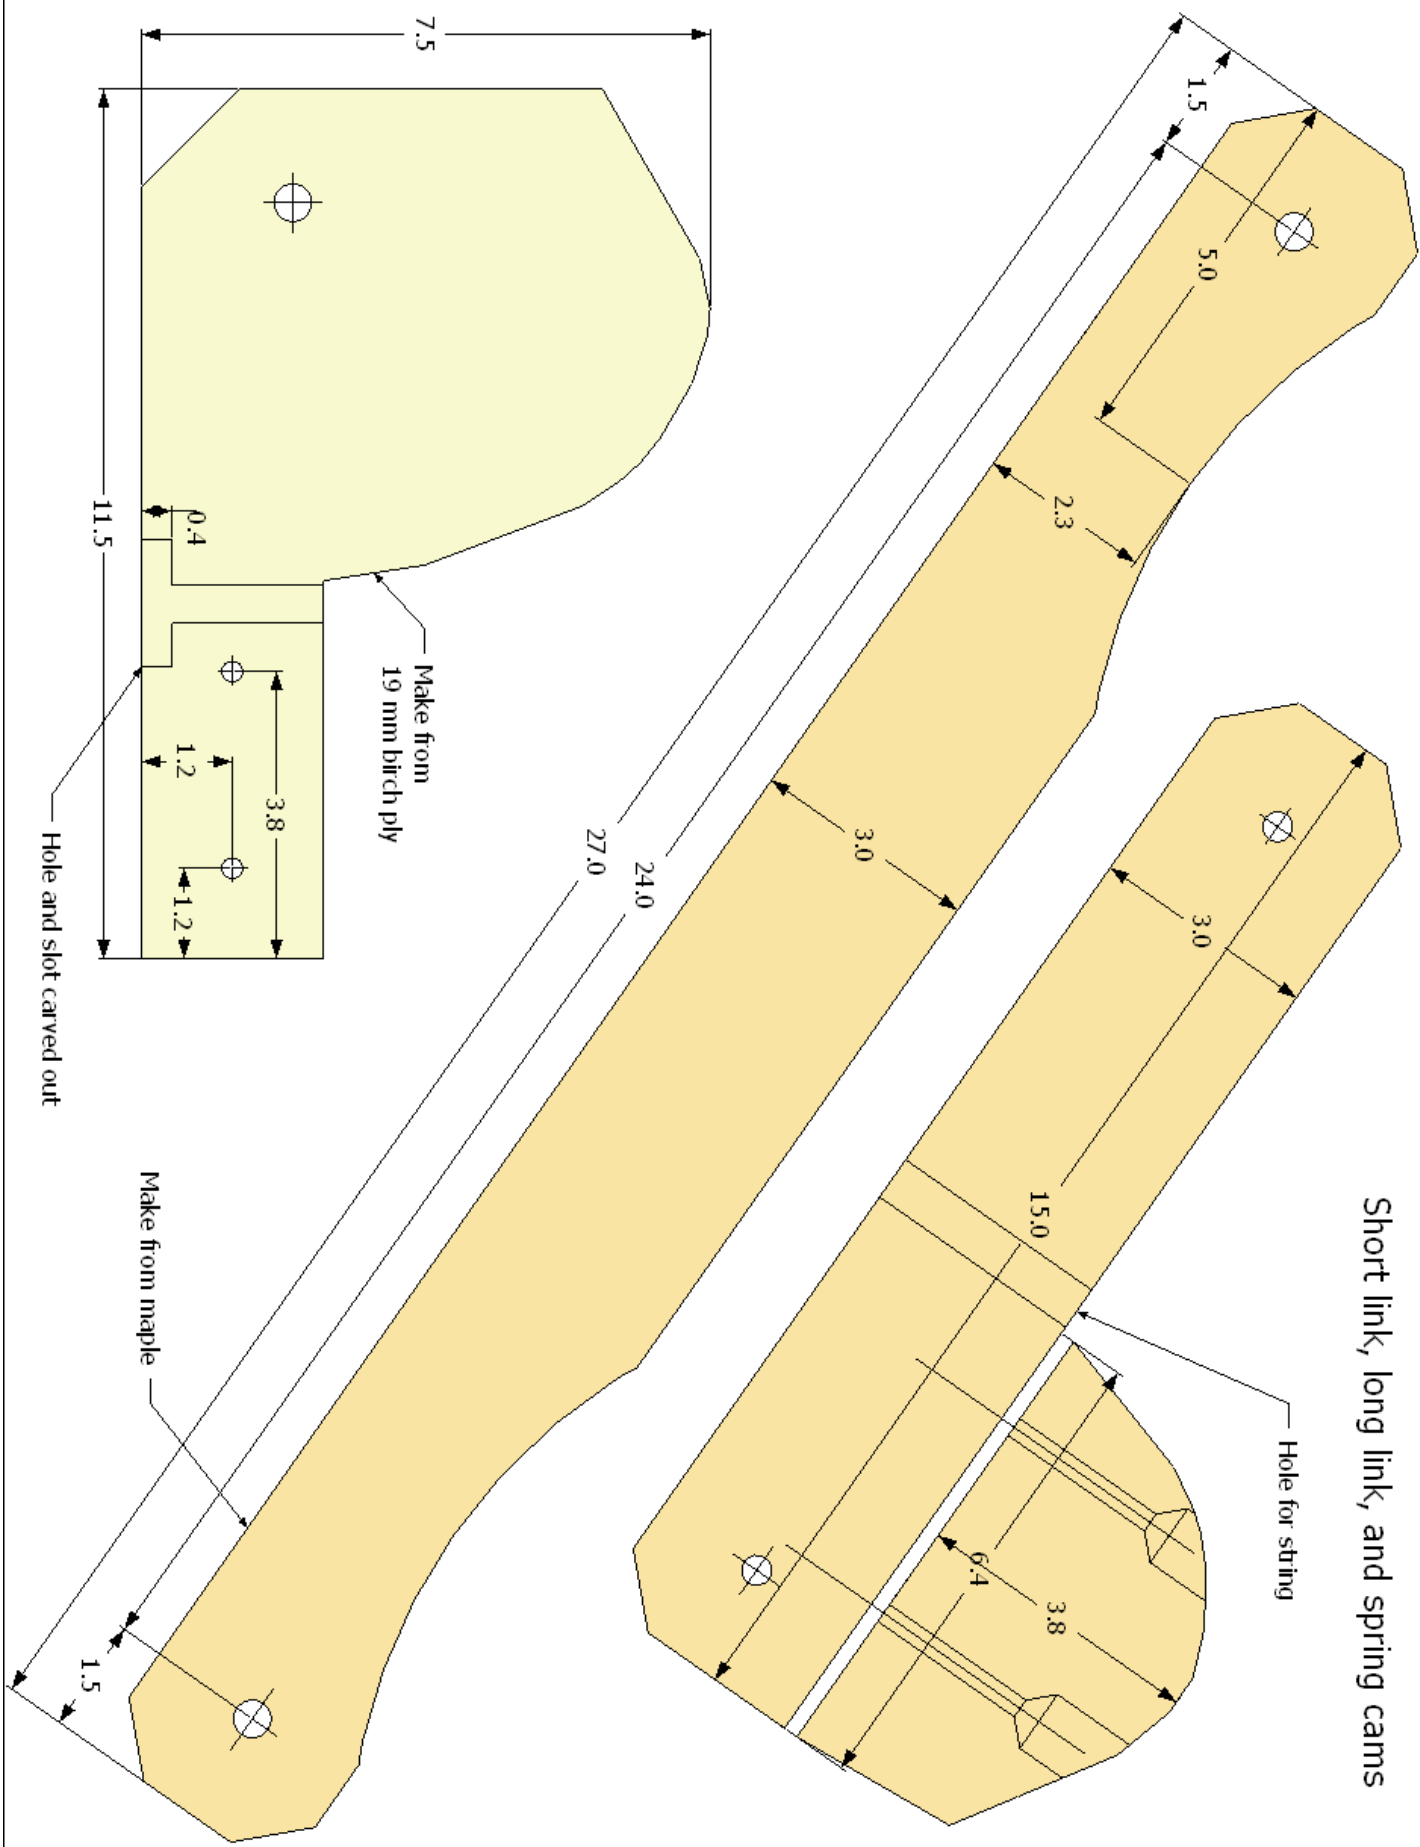 Short link, long link, and spring cams
7.5
1.5
5.0
2.3
3.0
3.0
0.4
11.5
Make from
19 mm birch ply
1.2
3.8
1.2
Hole and slot carved out
27.0
24.0
15.0
Hole for string
6.4
3.8
Make from maple
1.5